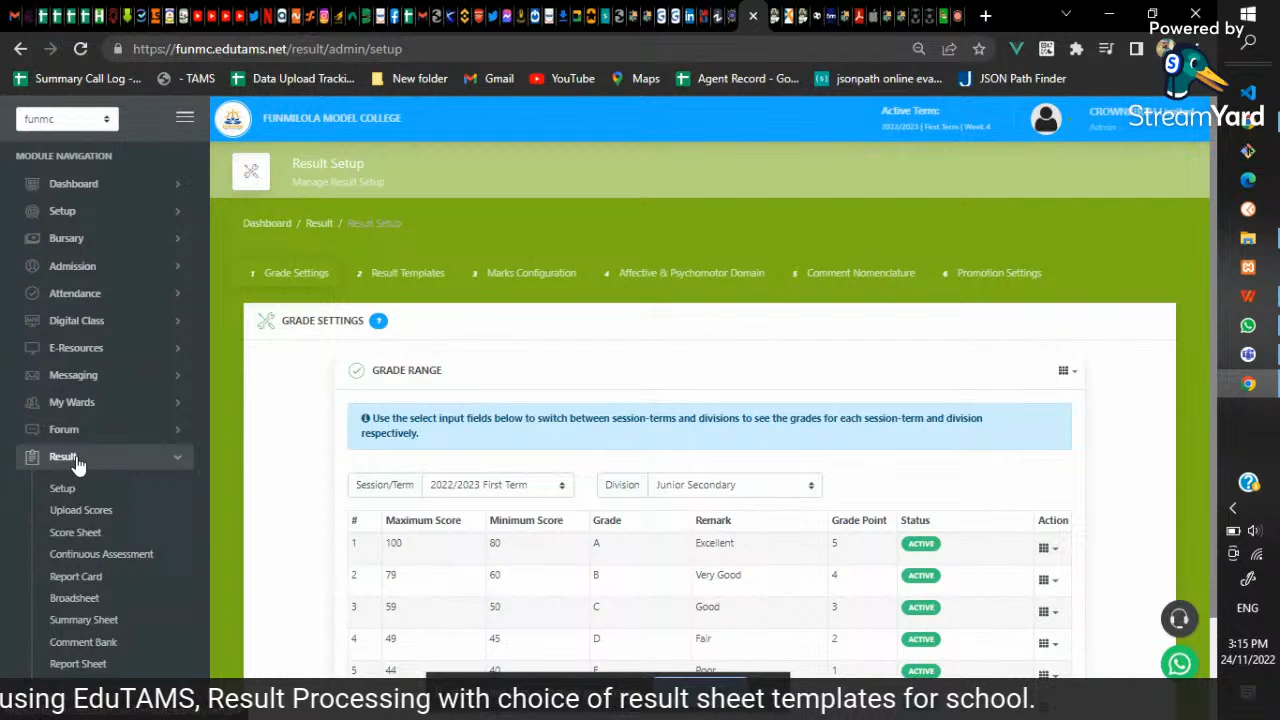 https://funmc.edutams.net/result/admin/setup
Powered by
StreamYard
Summary Call Log -...
- TAMS
Data Upload Tracki...
New folder
Gmail
YouTube
Maps
Agent Record - Go...
jsonpath online eva...
JSON Path Finder
funmc
FUNMILOLA MODEL COLLEGE
Active Term:
2022/2023 | First Term | Week 4
Admin
MODULE NAVIGATION
Dashboard
Setup
Bursary
Admission
Attendance
Digital Class
E-Resources
Messaging
My Wards
Forum
Result
Setup
Upload Scores
Score Sheet
Continuous Assessment
Report Card
Broadsheet
Summary Sheet
Comment Bank
Report Sheet
Result Setup
Manage Result Setup
Dashboard / Result / Result Setup
1 Grade Settings 2 Result Templates 3 Marks Configuration 4 Affective & Psychomotor Domain 5 Comment Nomenclature 6 Promotion Settings
GRADE SETTINGS ?
GRADE RANGE
Use the select input fields below to switch between session-terms and divisions to see the grades for each session-term and division
respectively.
Session/Term 2022/2023 First Term Division Junior Secondary
# Maximum Score Minimum Score Grade Remark Grade Point Status Action
1 100 80 A Excellent 5 ACTIVE
2 79 60 B Very Good 4 ACTIVE
3 59 50 C Good 3 ACTIVE
4 49 45 D Fair 2 ACTIVE
5 44 40 E Poor 1 ACTIVE
ENG
3:15 PM
24/11/2022
using EduTAMS, Result Processing with choice of result sheet templates for school.